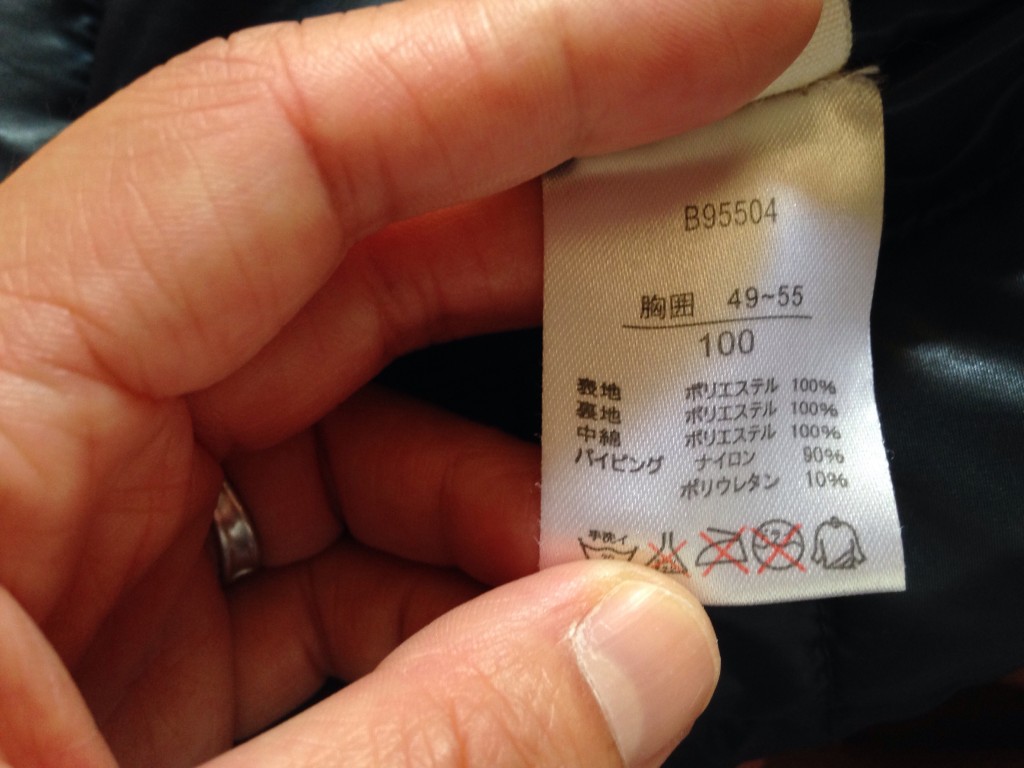 B95504
胸囲 49~55
100
表地 ポリエステル 100%
裏地 ポリエステル 100%
中綿 ポリエステル 100%
パイピング ナイロン 90%
ポリウレタン 10%
手洗イ